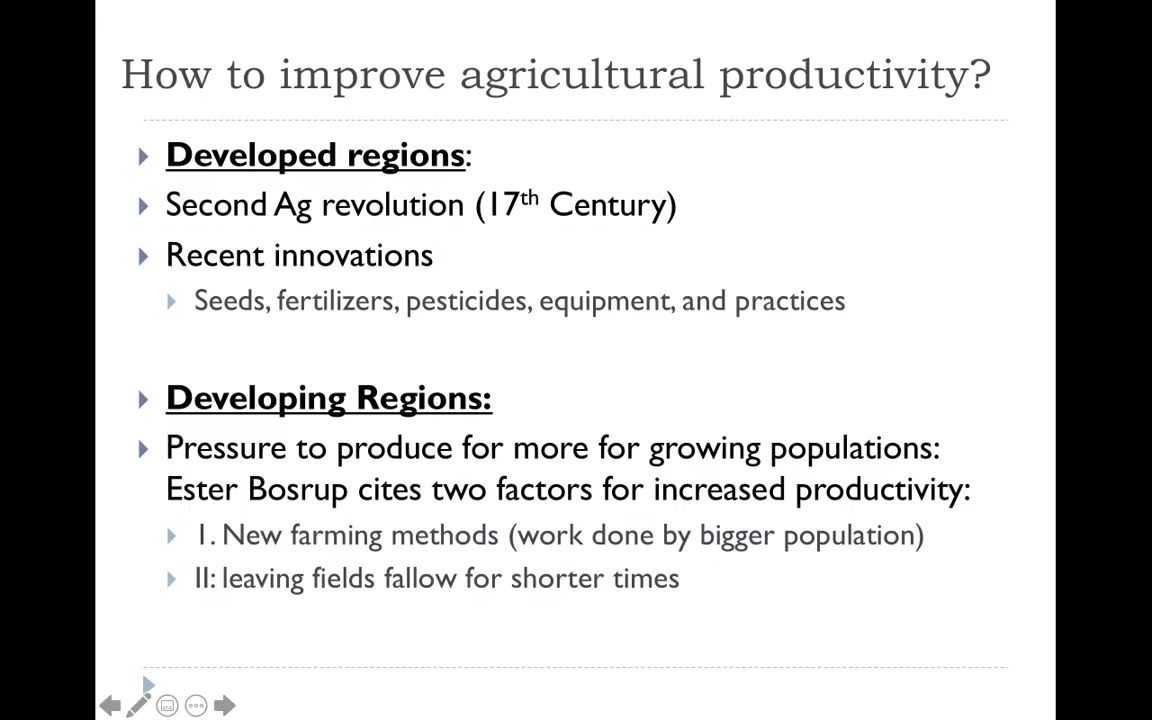 How to improve agricultural productivity?
Developed regions:
Second Ag revolution (17th Century)
Recent innovations
Seeds, fertilizers, pesticides, equipment, and practices
Developing Regions:
Pressure to produce for more for growing populations:
Ester Bosrup cites two factors for increased productivity:
1. New farming methods (work done by bigger population)
II: leaving fields fallow for shorter times